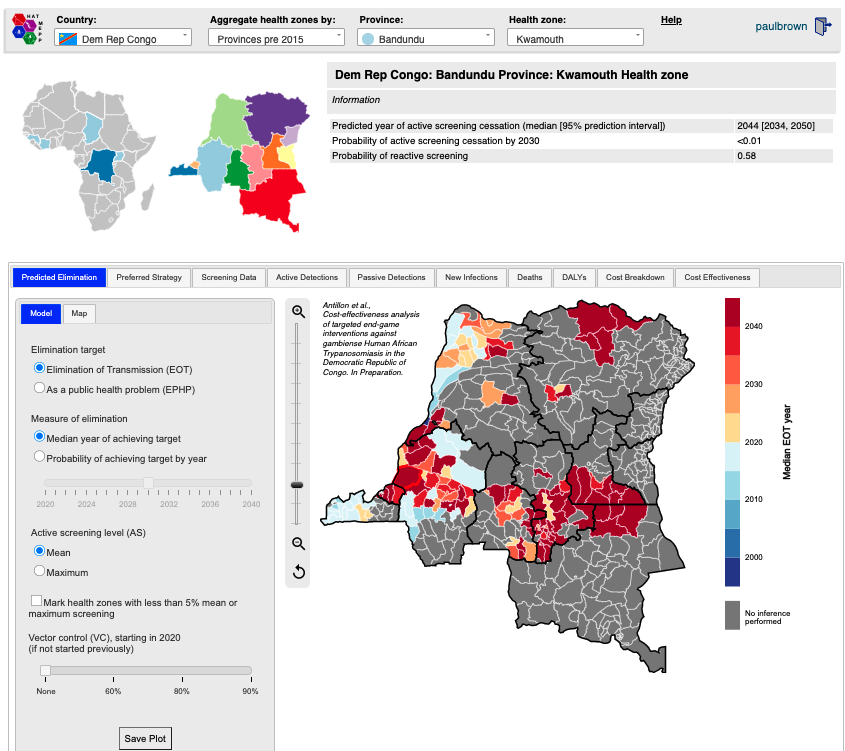 HAT
MEPP
Country:
Aggregate health zones by:
Province:
Health zone:
Help
Dem Rep Congo
Provinces pre 2015
Bandundu
Kwamouth
paulbrown
Dem Rep Congo: Bandundu Province: Kwamouth Health zone
Information
Predicted year of active screening cessation (median [95% prediction interval]) 2044 [2034, 2050]
Probability of active screening cessation by 2030 <0.01
Probability of reactive screening 0.58
Predicted Elimination
Preferred Strategy
Screening Data
Active Detections
Passive Detections
New Infections
Deaths
DALYs
Cost Breakdown
Cost Effectiveness
Model
Map
Elimination target
Elimination of Transmission (EOT)
As a public health problem (EPHP)
Measure of elimination
Median year of achieving target
Probability of achieving target by year
2020 2024 2028 2032 2036 2040
Active screening level (AS)
Mean
Maximum
Mark health zones with less than 5% mean or
maximum screening
Vector control (VC), starting in 2020
(if not started previously)
None 60% 80% 90%
Save Plot
Antillon et al.,
Cost-effectiveness analysis
of targeted end-game
interventions against
gambiense Human African
Trypanosomiasis in the
Democratic Republic of
Congo. In Preparation.
2040
2030
2020
2010
2000
Median EOT year
No inference
performed